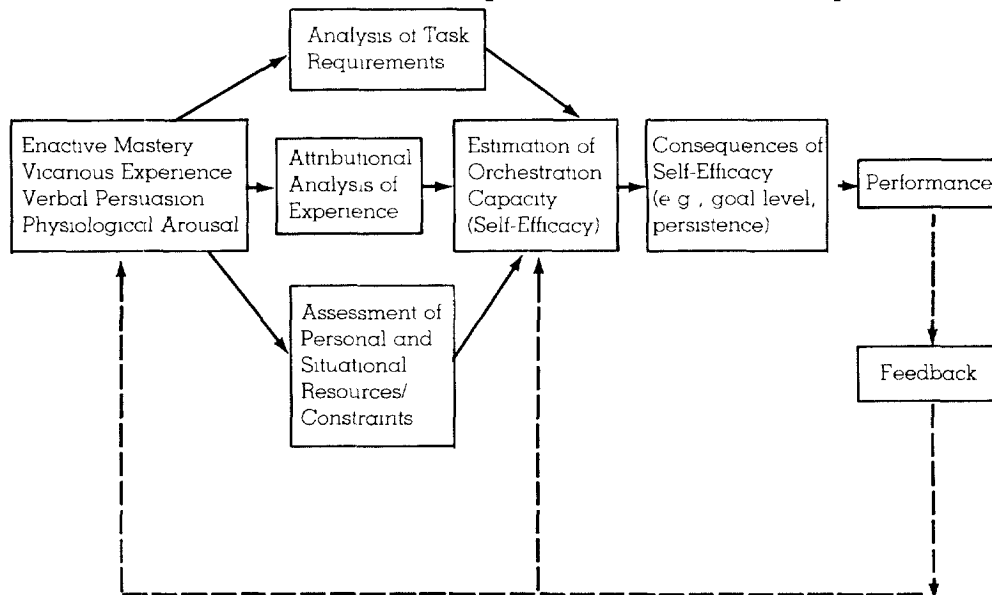 Analysis of Task
Requirements
Enactive Mastery
Vicarious Experience
Verbal Persuasion
Physiological Arousal
Attributional
Analysis of
Experience
Estimation of
Orchestration
Capacity
(Self-Efficacy)
Consequences of
Self-Efficacy
(e g , goal level,
persistence)
Performance
Assessment of
Personal and
Situational
Resources/
Constraints
Feedback